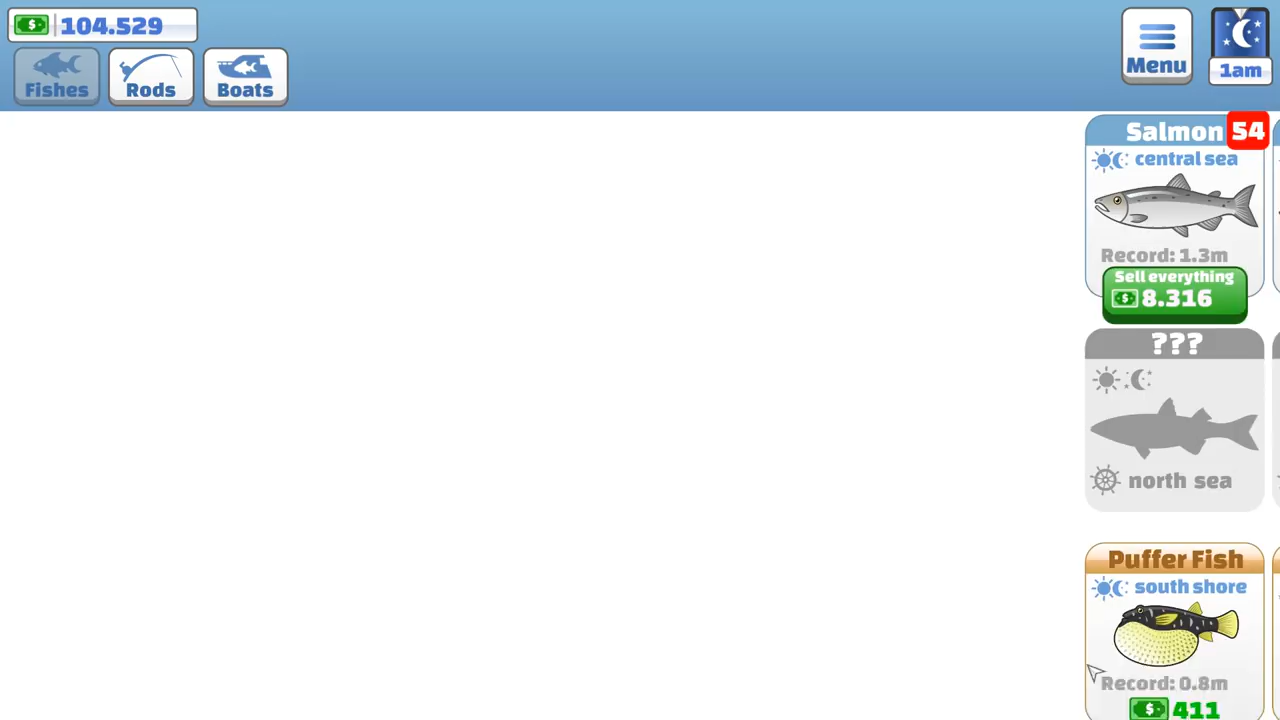 $ 104.529
Fishes
Rods
Boats
Menu
1am
Salmon 54
central sea
Record: 1.3m
Sell everything
$ 8.316
???
north sea
Puffer Fish
south shore
Record: 0.8m
$ 411